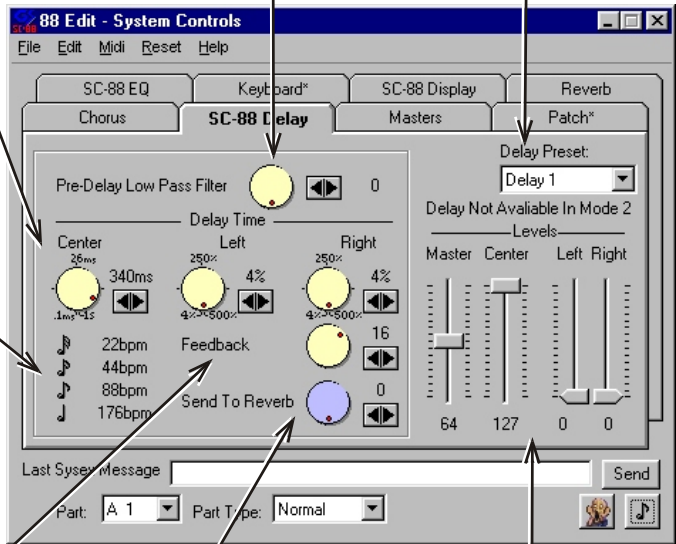 88 Edit - System Controls
SC-88
File Edit Midi Reset Help
SC-88 EQ Keyboard* SC-88 Display Reverb
Chorus SC-88 Delay Masters Patch*
Delay Preset:
Delay 1
Pre-Delay Low Pass Filter 0
Delay Not Avaliable In Mode 2
Delay Time
Levels
Center Left Right
Master Center Left Right
26ms 250% 250%
340ms 4% 4%
.1ms~1s 4%~500% 4%~500%
22bpm Feedback 16
44bpm
88bpm Send To Reverb 0
176bpm
64 127 0 0
Last Sysex Message Send
Part: A 1 Part Type: Normal